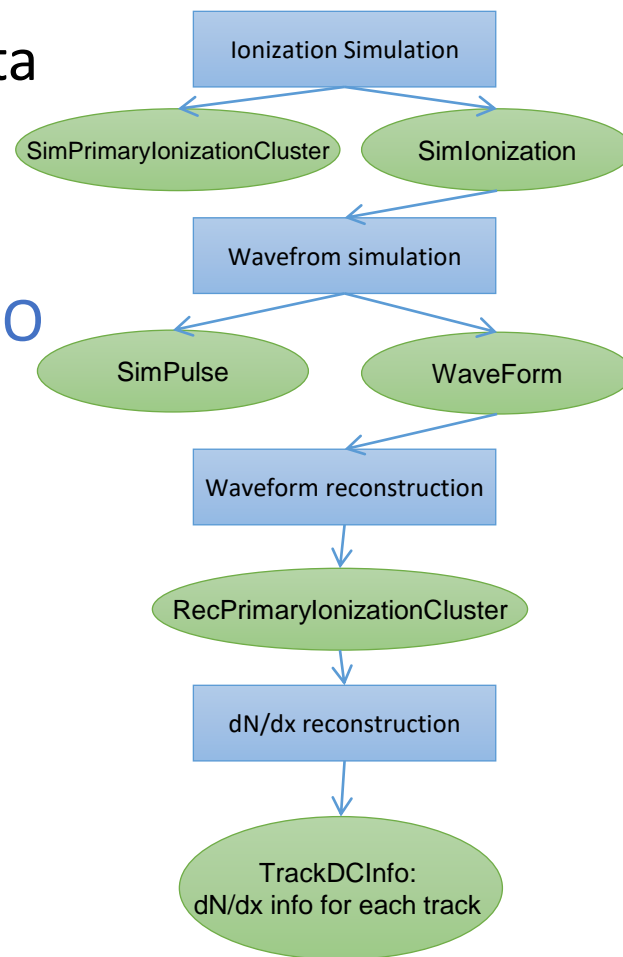 ta
Ionization Simulation
SimPrimaryIonizationCluster
SimIonization
Wavefrom simulation
O
SimPulse
WaveForm
Waveform reconstruction
RecPrimaryIonizationCluster
dN/dx reconstruction
TrackDCInfo:
dN/dx info for each track